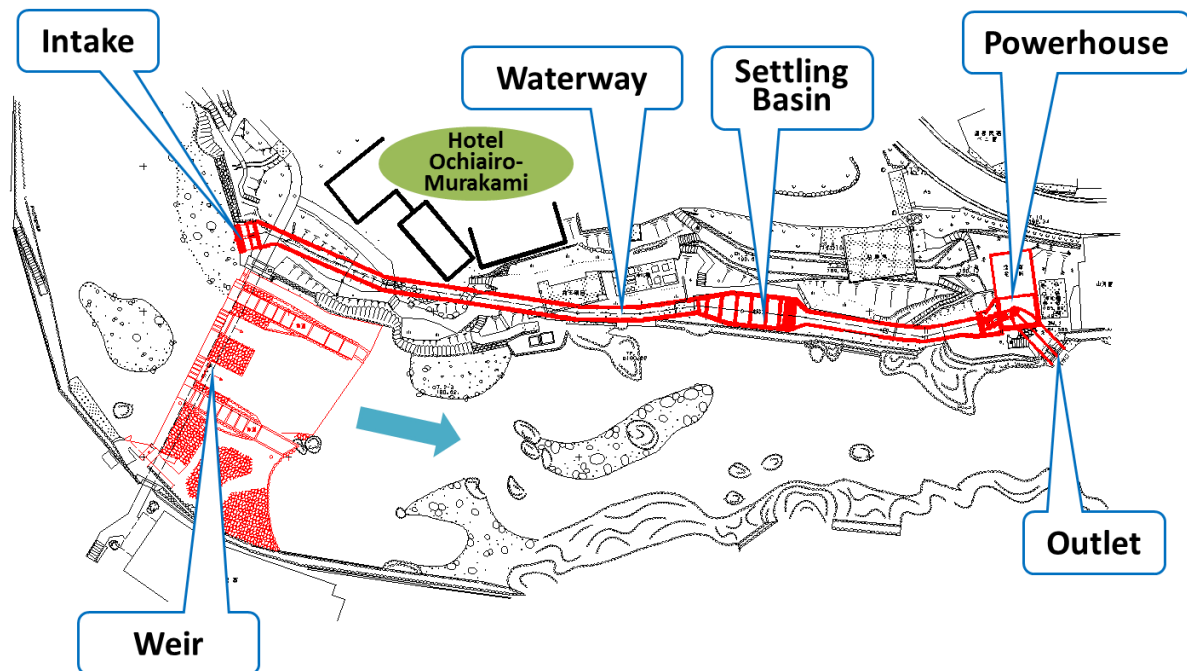 Intake
Waterway
Settling
Basin
Powerhouse
Hotel
Ochiairo-
Murakami
Outlet
Weir